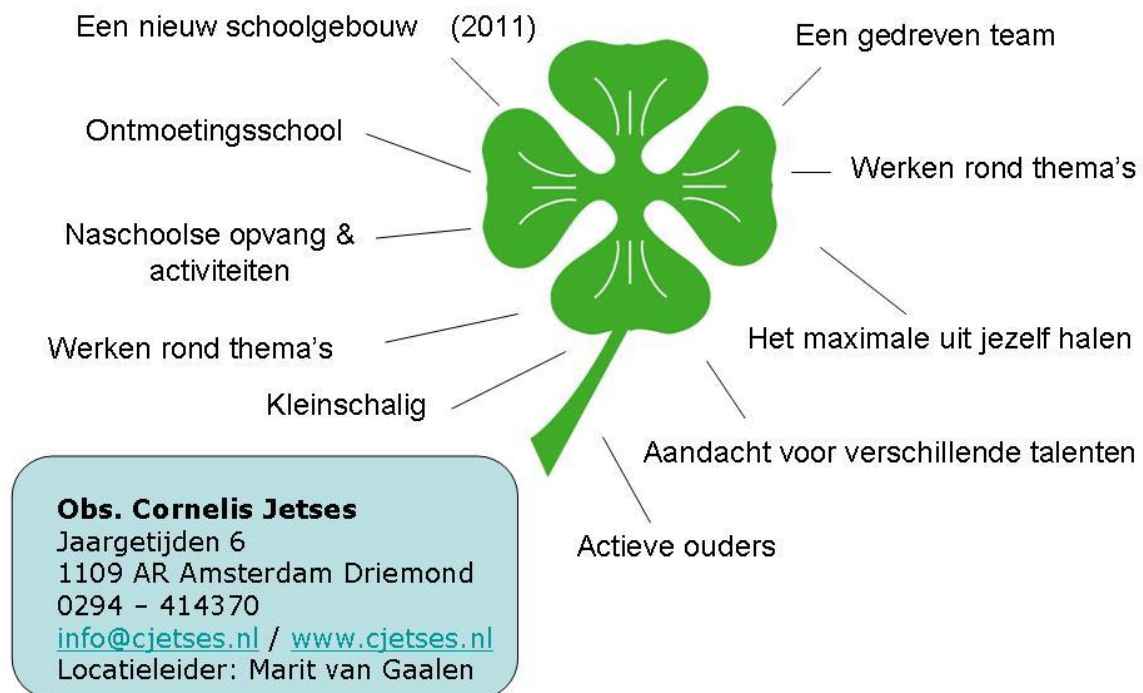 Een nieuw schoolgebouw (2011)
Een gedreven team
Ontmoetingsschool
Werken rond thema's
Naschoolse opvang &
activiteiten
Werken rond thema's
Het maximale uit jezelf halen
Kleinschalig
Aandacht voor verschillende talenten
Actieve ouders
Obs. Cornelis Jetses
Jaargetijden 6
1109 AR Amsterdam Driemond
0294 – 414370
info@cjetses.nl / www.cjetses.nl
Locatieleider: Marit van Gaalen